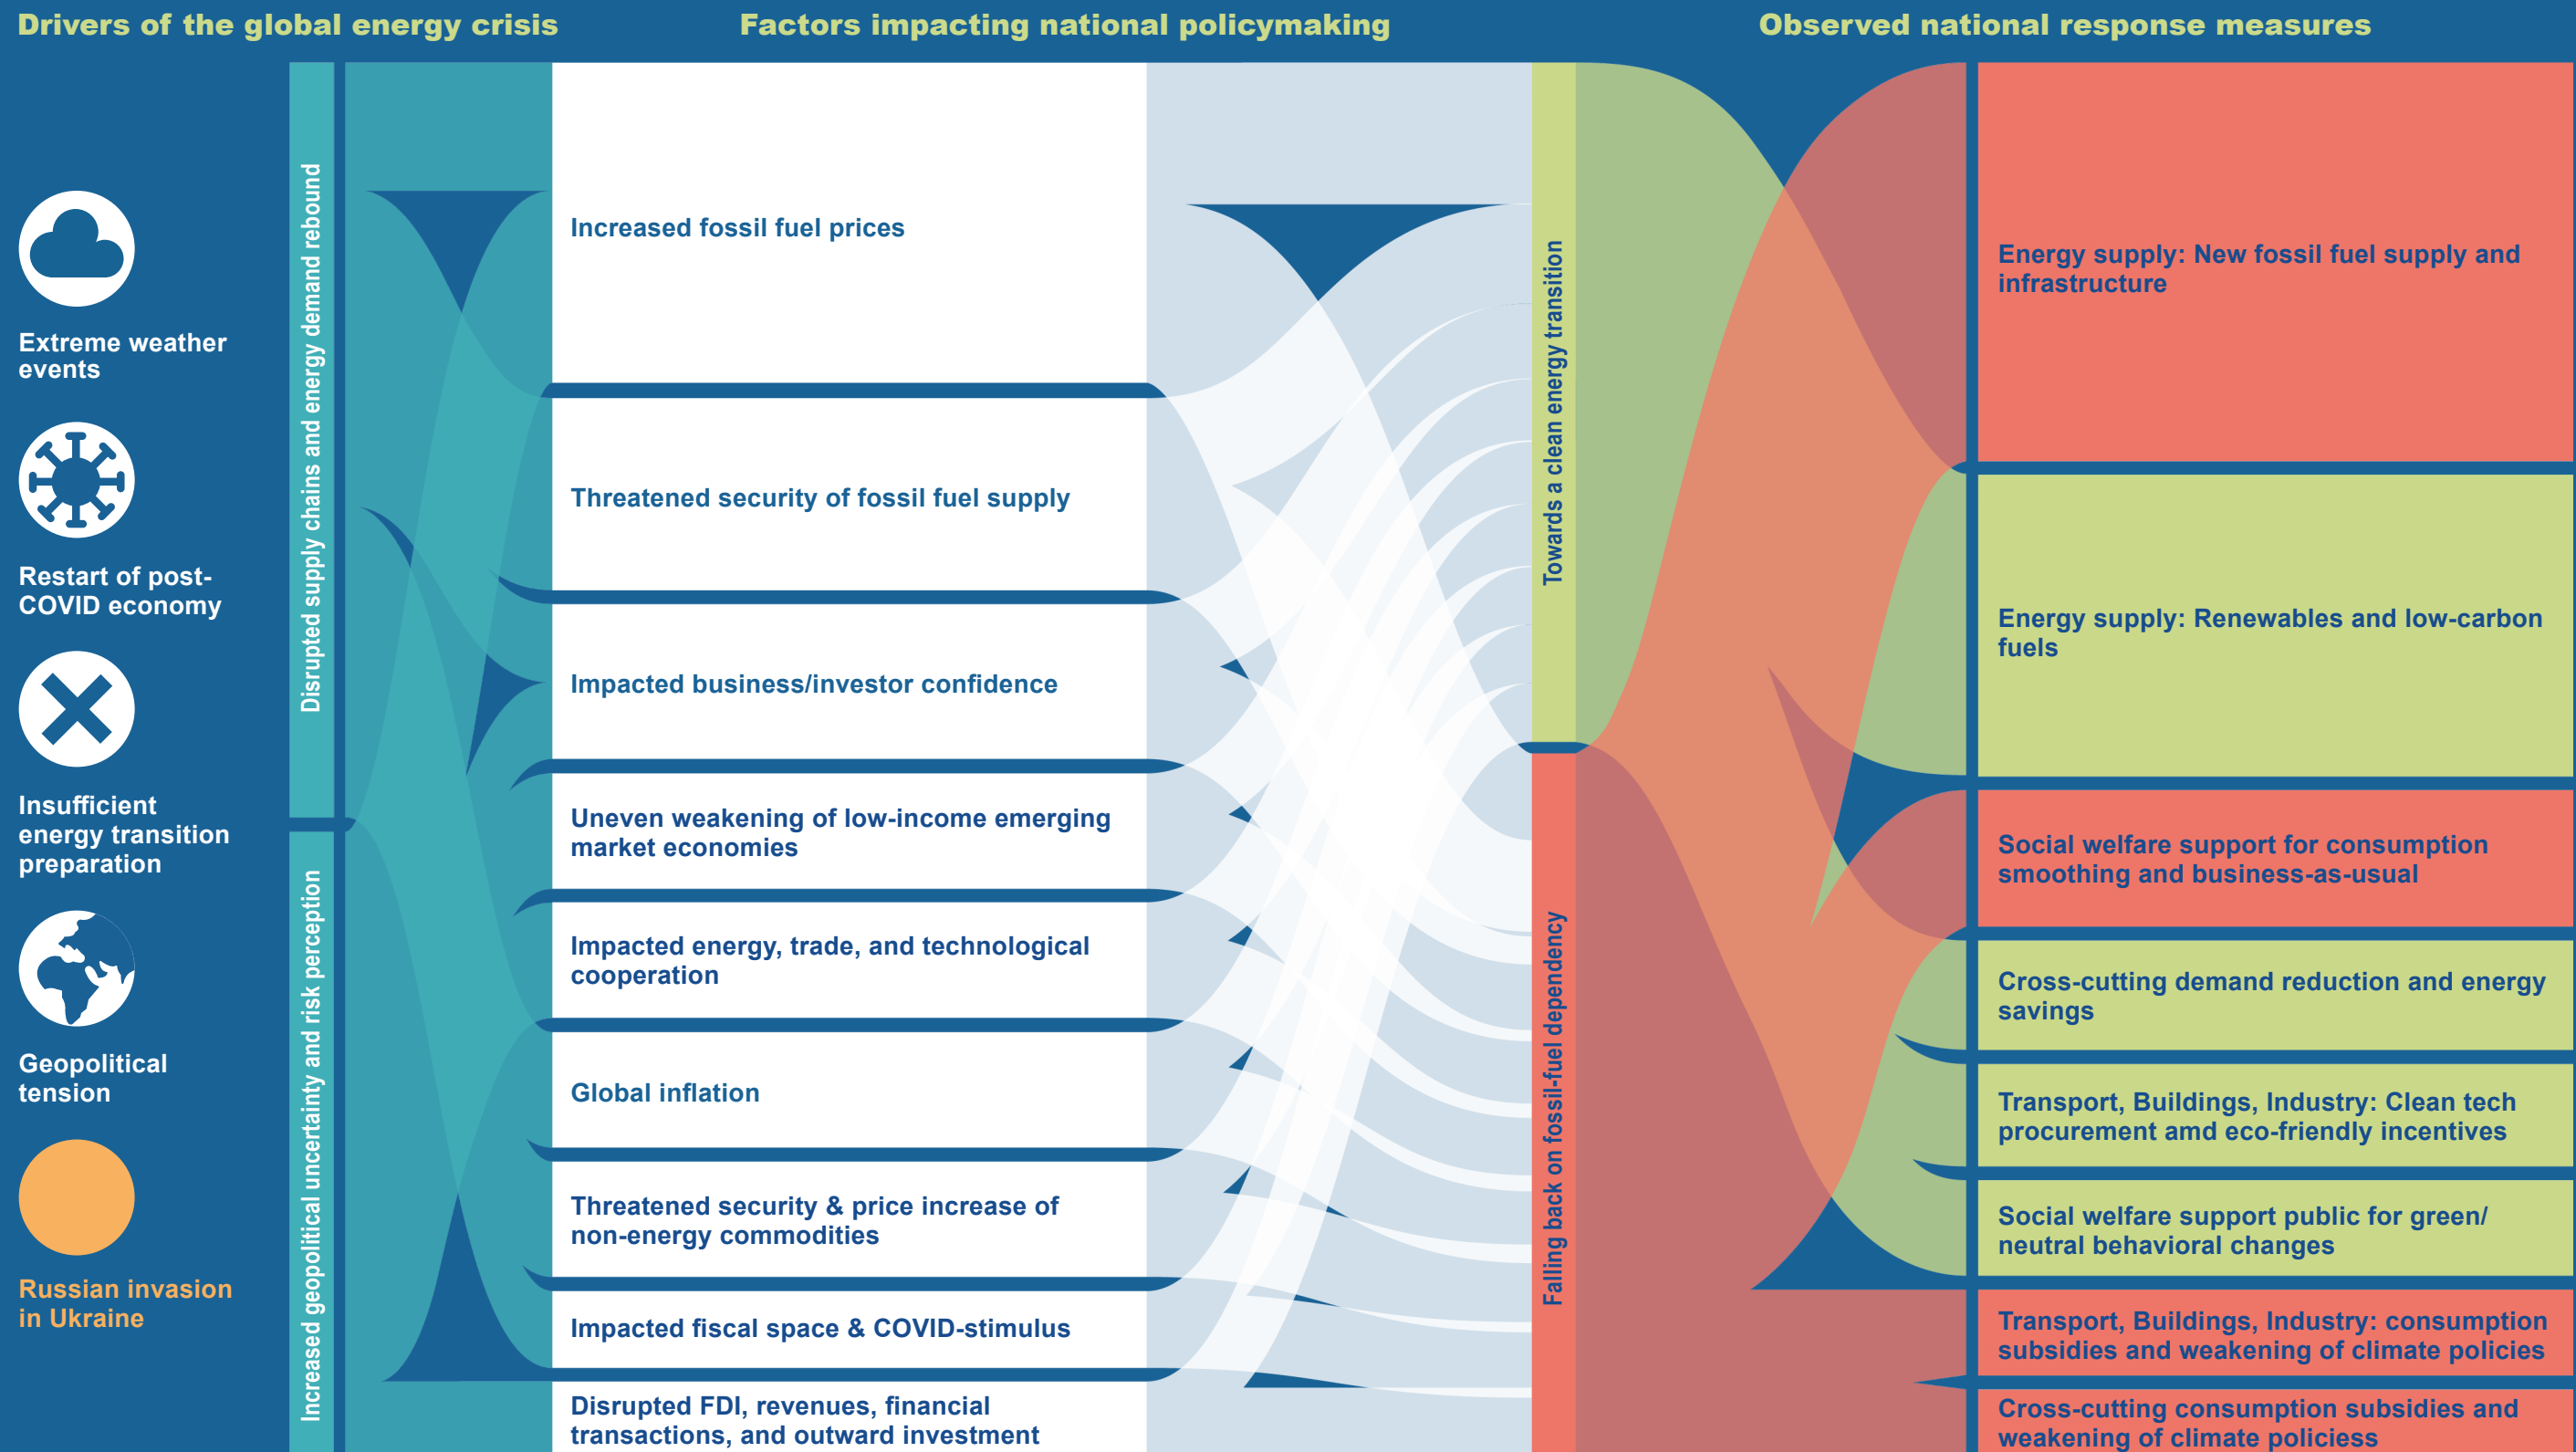 Drivers of the global energy crisis
Factors impacting national policymaking
Observed national response measures
Extreme weather
events
Restart of post-
COVID economy
Insufficient
energy transition
preparation
Geopolitical
tension
Russian invasion
in Ukraine
Disrupted supply chains and energy demand rebound
Increased geopolitical uncertainty and risk perception
Increased fossil fuel prices
Threatened security of fossil fuel supply
Impacted business/investor confidence
Uneven weakening of low-income emerging
market economies
Impacted energy, trade, and technological
cooperation
Global inflation
Threatened security & price increase of
non-energy commodities
Impacted fiscal space & COVID-stimulus
Disrupted FDI, revenues, financial
transactions, and outward investment
Towards a clean energy transition
Falling back on fossil-fuel dependency
Energy supply: New fossil fuel supply and
infrastructure
Energy supply: Renewables and low-carbon
fuels
Social welfare support for consumption
smoothing and business-as-usual
Cross-cutting demand reduction and energy
savings
Transport, Buildings, Industry: Clean tech
procurement amd eco-friendly incentives
Social welfare support public for green/
neutral behavioral changes
Transport, Buildings, Industry: consumption
subsidies and weakening of climate policies
Cross-cutting consumption subsidies and
weakening of climate policiess